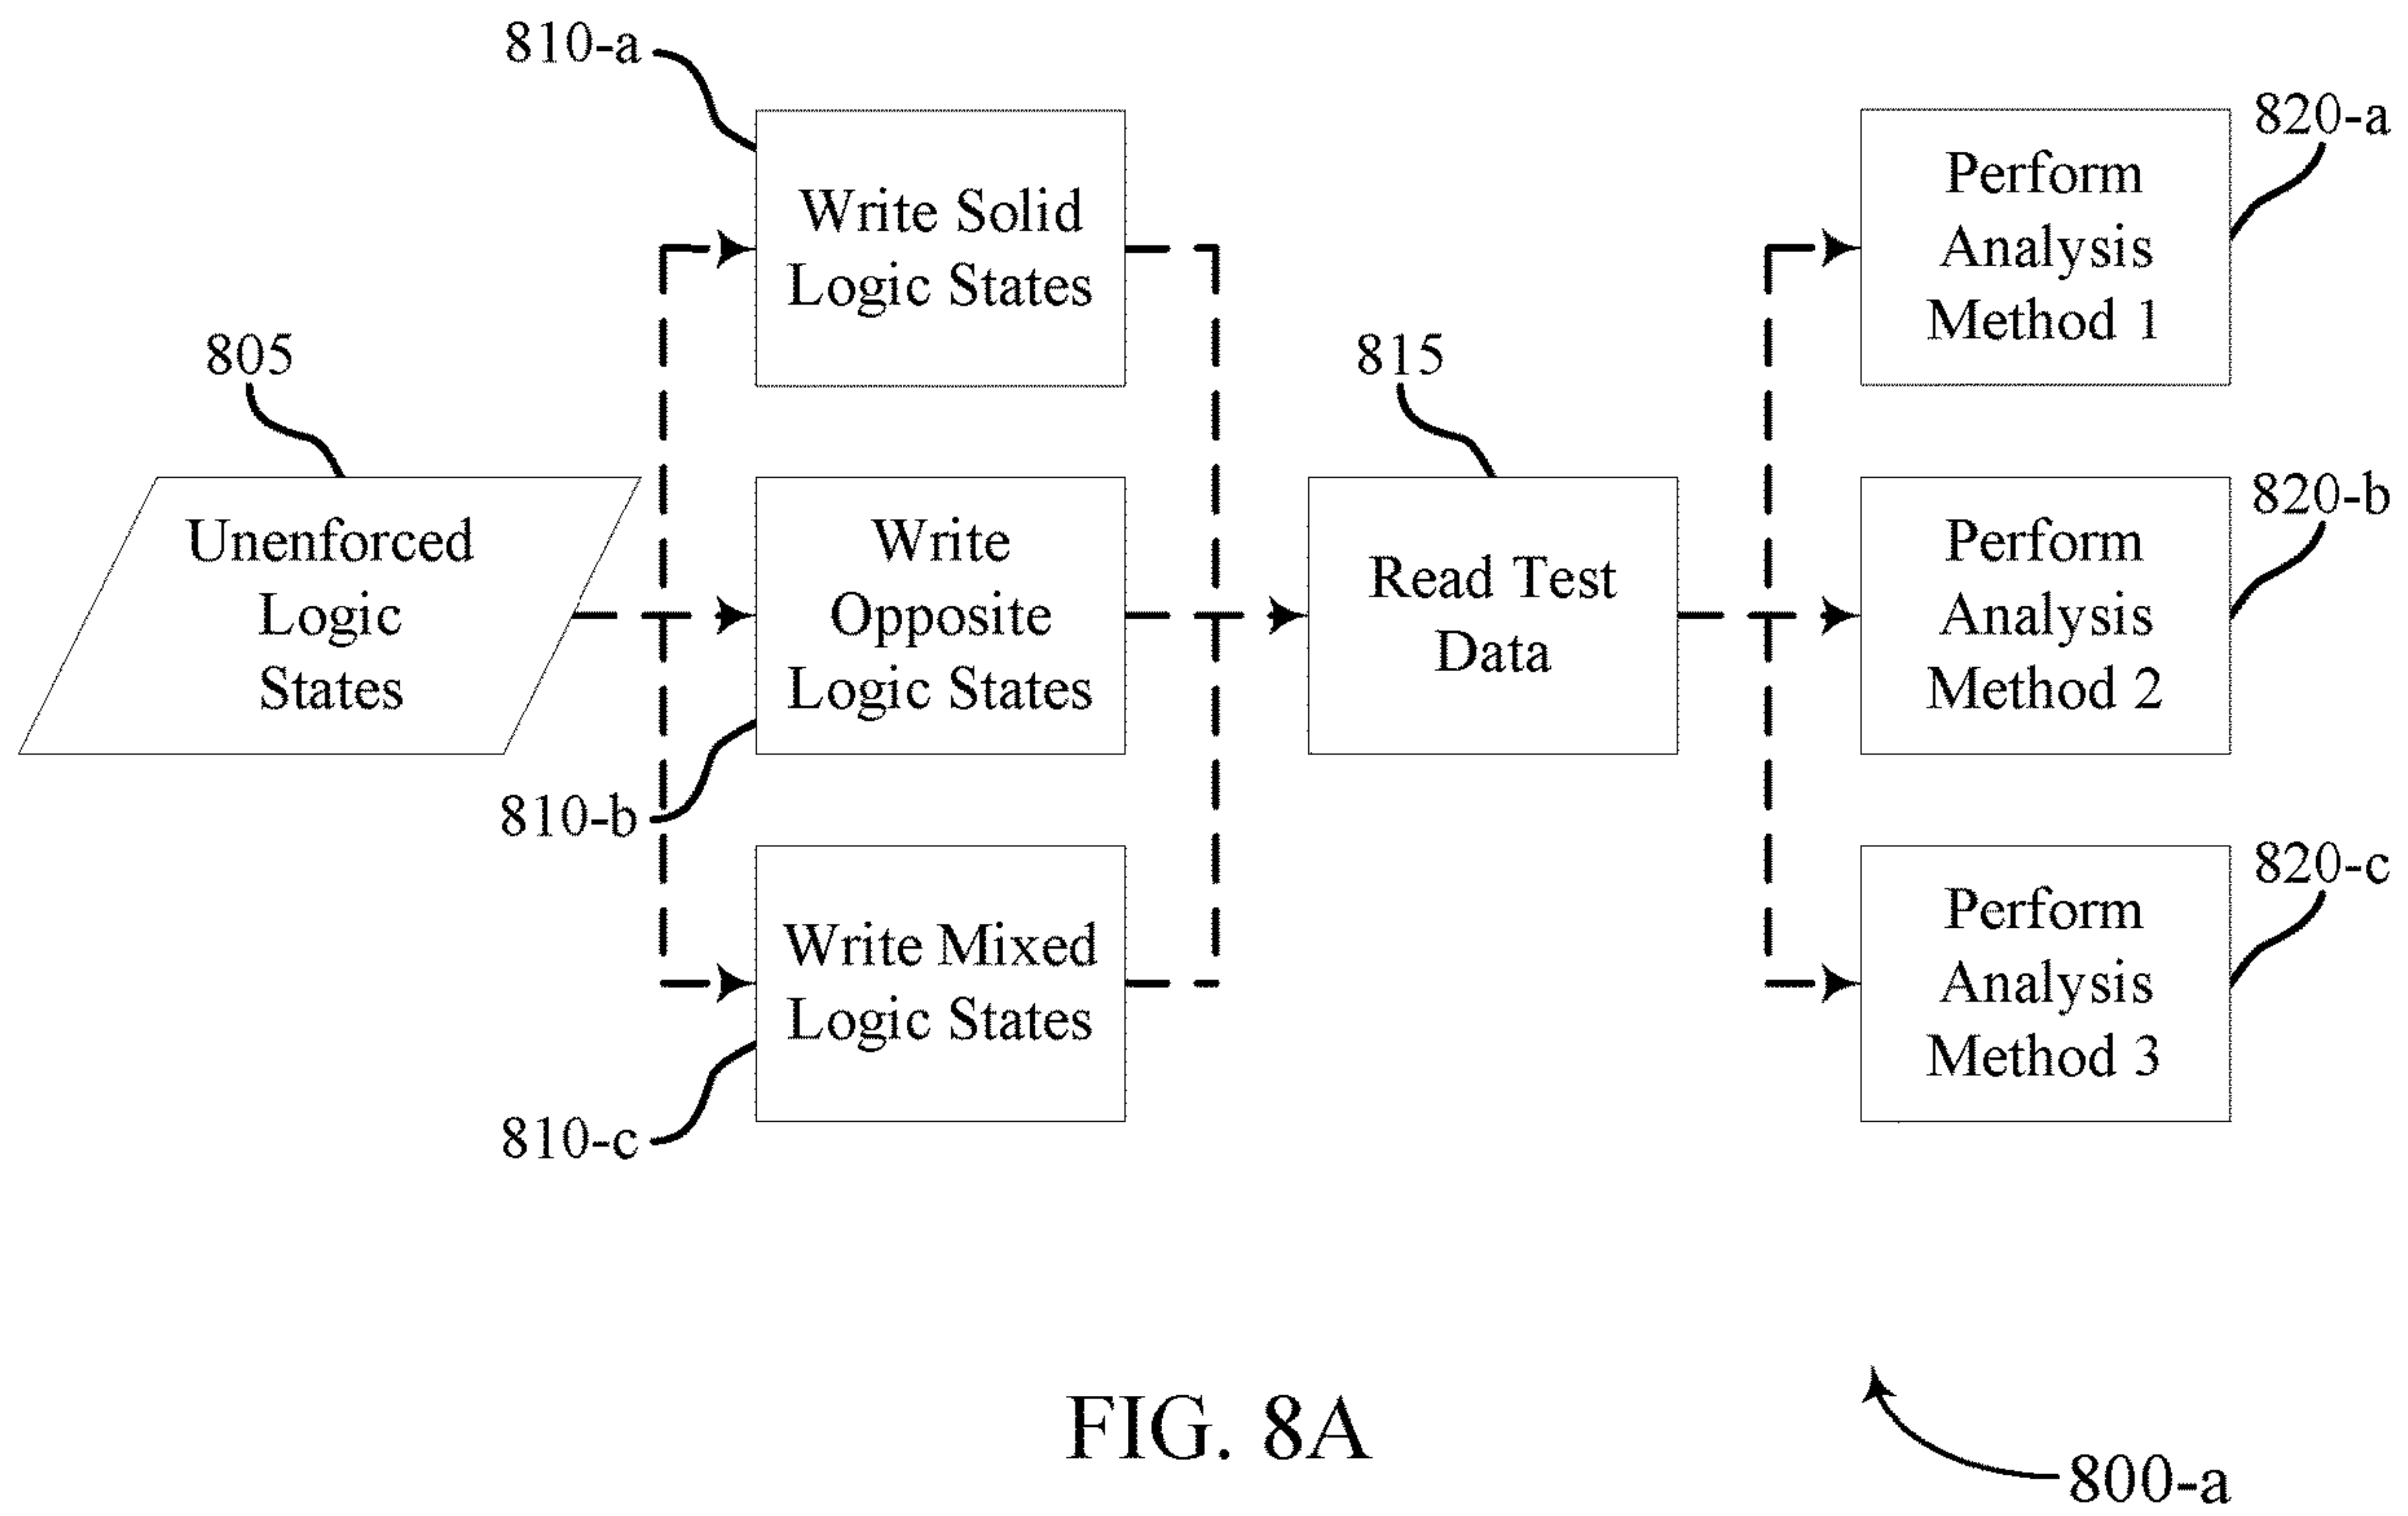 810-a
Write Solid
Logic States
805
Unenforced
Logic
States
Write
Opposite
Logic States
810-b
Write Mixed
Logic States
810-c
815
Read Test
Data
820-a
Perform
Analysis
Method 1
820-b
Perform
Analysis
Method 2
820-c
Perform
Analysis
Method 3
FIG. 8A
800-a